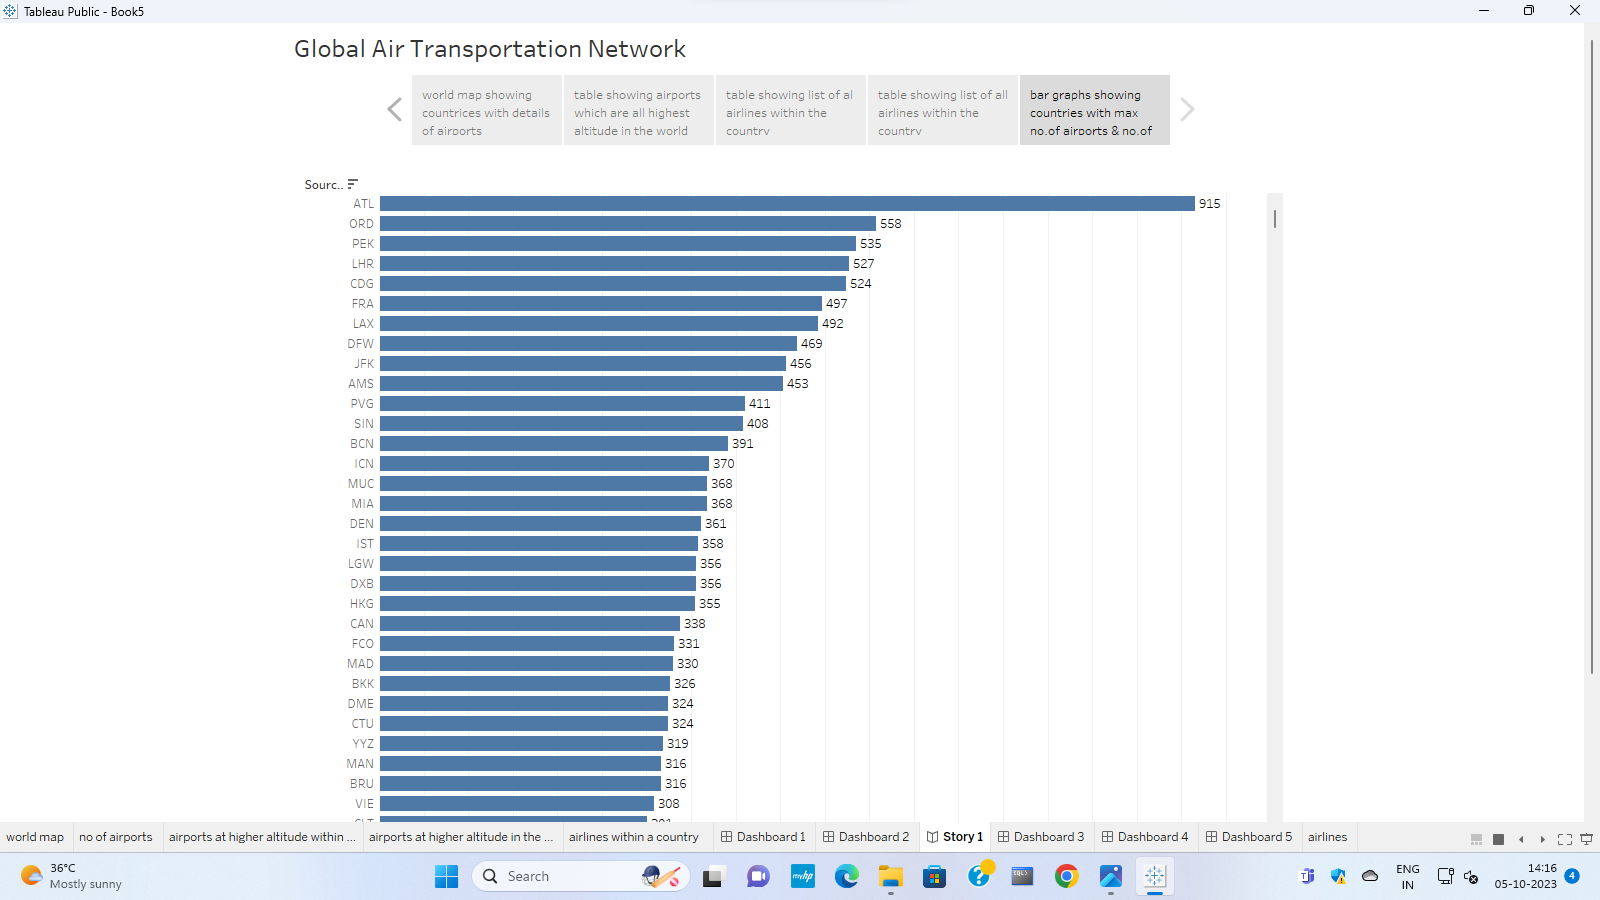 Tableau Public - Book5
Global Air Transportation Network
world map showing
countrices with details
of airports
table showing airports
which are all highest
altitude in the world
table showing list of al
airlines within the
country
table showing list of all
airlines within the
country
bar graphs showing
countries with max
no.of airports & no.of
Sourc..
ATL 915
ORD 558
PEK 535
LHR 527
CDG 524
FRA 497
LAX 492
DFW 469
JFK 456
AMS 453
PVG 411
SIN 408
BCN 391
ICN 370
MUC 368
MIA 368
DEN 361
IST 358
LGW 356
DXB 356
HKG 355
CAN 338
FCO 331
MAD 330
BKK 326
DME 324
CTU 324
YYZ 319
MAN 316
BRU 316
VIE 308
world map
no of airports
airports at higher altitude within ...
airports at higher altitude in the ...
airlines within a country
Dashboard 1
Dashboard 2
Story 1
Dashboard 3
Dashboard 4
Dashboard 5
airlines
36°C
Mostly sunny
Search
myhp
ENG
IN
14:16
05-10-2023
4